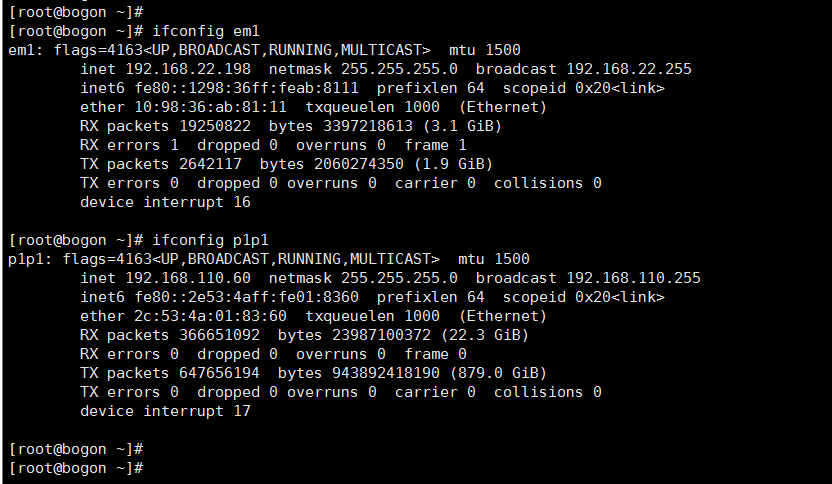 [root@bogon ~]#
[root@bogon ~]# ifconfig em1
em1: flags=4163<UP,BROADCAST,RUNNING,MULTICAST>  mtu 1500
        inet 192.168.22.198  netmask 255.255.255.0  broadcast 192.168.22.255
        inet6 fe80::1298:36ff:feab:8111  prefixlen 64  scopeid 0x20<link>
        ether 10:98:36:ab:81:11  txqueuelen 1000  (Ethernet)
        RX packets 19250822  bytes 3397218613 (3.1 GiB)
        RX errors 1  dropped 0  overruns 0  frame 1
        TX packets 2642117  bytes 2060274350 (1.9 GiB)
        TX errors 0  dropped 0 overruns 0  carrier 0  collisions 0
        device interrupt 16
[root@bogon ~]# ifconfig p1p1
p1p1: flags=4163<UP,BROADCAST,RUNNING,MULTICAST>  mtu 1500
        inet 192.168.110.60  netmask 255.255.255.0  broadcast 192.168.110.255
        inet6 fe80::2e53:4aff:fe01:8360  prefixlen 64  scopeid 0x20<link>
        ether 2c:53:4a:01:83:60  txqueuelen 1000  (Ethernet)
        RX packets 366651092  bytes 23987100372 (22.3 GiB)
        RX errors 0  dropped 0  overruns 0  frame 0
        TX packets 647656194  bytes 943892418190 (879.0 GiB)
        TX errors 0  dropped 0 overruns 0  carrier 0  collisions 0
        device interrupt 17
[root@bogon ~]#
[root@bogon ~]#